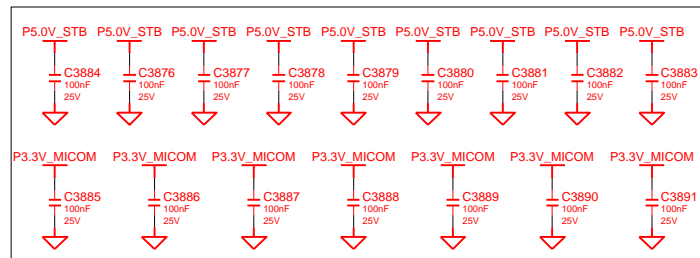 P5.0V_STB P5.0V_STB P5.0V_STB P5.0V_STB P5.0V_STB P5.0V_STB P5.0V_STB P5.0V_STB P5.0V_STB
C3884 C3876 C3877 C3878 C3879 C3880 C3881 C3882 C3883
100nF 100nF 100nF 100nF 100nF 100nF 100nF 100nF 100nF
25V 25V 25V 25V 25V 25V 25V 25V 25V
P3.3V_MICOM P3.3V_MICOM P3.3V_MICOM P3.3V_MICOM P3.3V_MICOM P3.3V_MICOM P3.3V_MICOM
C3885 C3886 C3887 C3888 C3889 C3890 C3891
100nF 100nF 100nF 100nF 100nF 100nF 100nF
25V 25V 25V 25V 25V 25V 25V